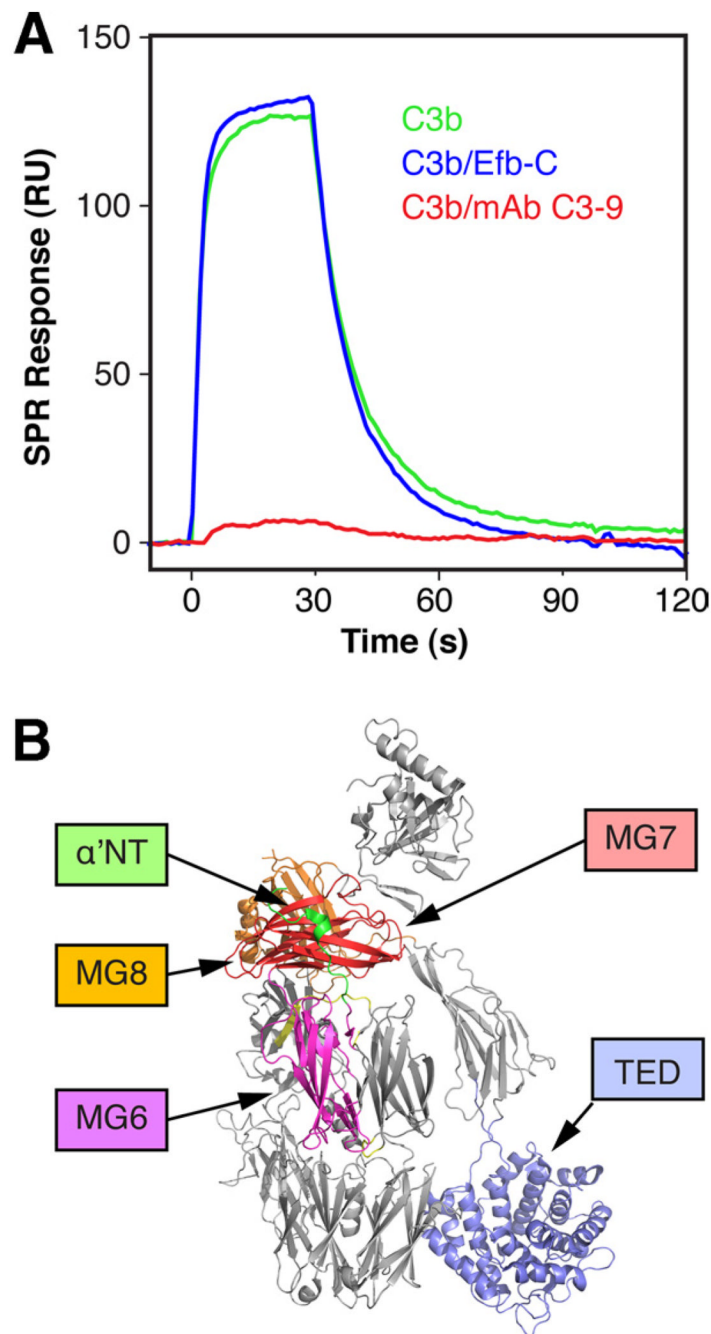 A
150
100
50
0
SPR Response (RU)
C3b
C3b/Efb-C
C3b/mAb C3-9
0 30 60 90 120
Time (s)
B
α’NT
MG7
MG8
MG6
TED